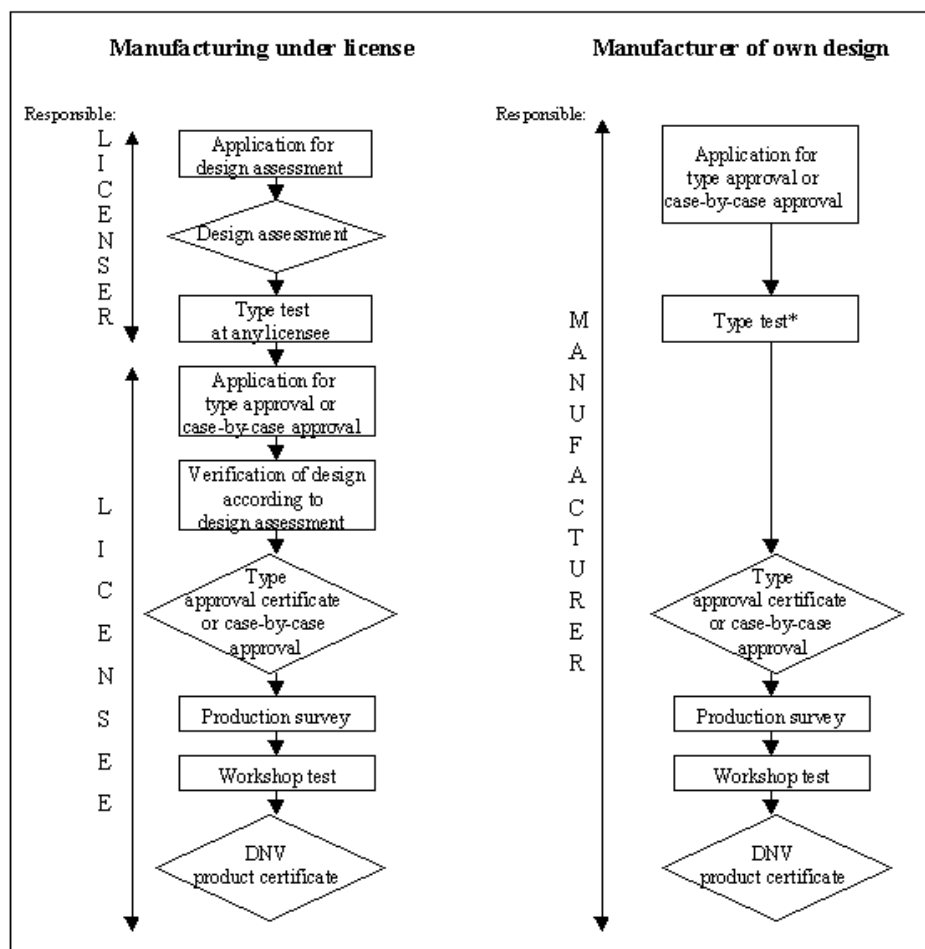 Manufacturing under license
Responsible:
LICENSER
Application for
design assessment
Design assessment
Type test
at any licensee
LICENSEE
Application for
type approval or
case-by-case approval
Verification of design
according to
design assessment
Type
approval certificate
or case-by-case
approval
Production survey
Workshop test
DNV
product certificate
Manufacturer of own design
Responsible:
MANUFACTURER
Application for
type approval or
case-by-case approval
Type test*
Type
approval certificate
or case-by-case
approval
Production survey
Workshop test
DNV
product certificate